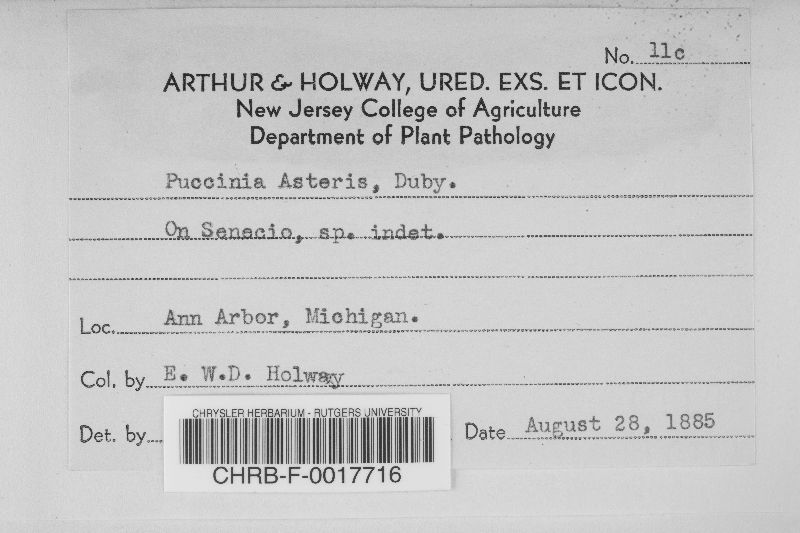 No. 11c
ARTHUR & HOLWAY, URED. EXS. ET ICON.
New Jersey College of Agriculture
Department of Plant Pathology
Puccinia Asteris, Duby.
On Senecio, sp. indet.
Loc. Ann Arbor, Michigan.
Col. by E. W.D. Holway
Det. by
Date August 28, 1885
CHRYSLER HERBARIUM - RUTGERS UNIVERSITY
CHRB-F-0017716